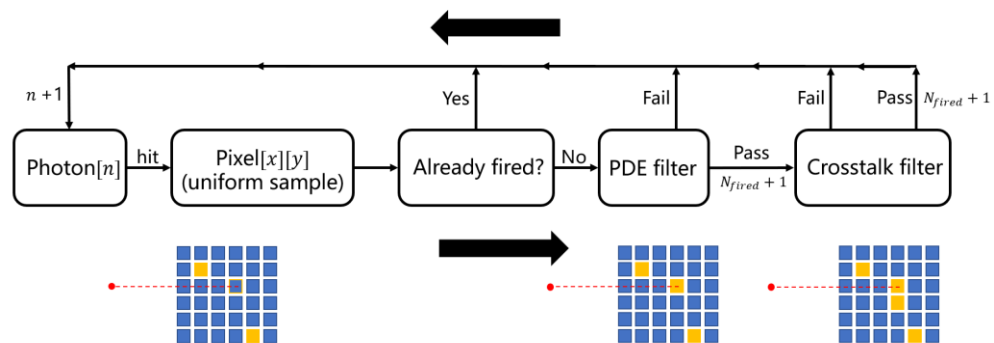 n + 1
Yes
Fail
Fail
Pass
N_fired + 1
Photon[n]
hit
Pixel[x][y]
(uniform sample)
Already fired?
No
PDE filter
Pass
N_fired + 1
Crosstalk filter